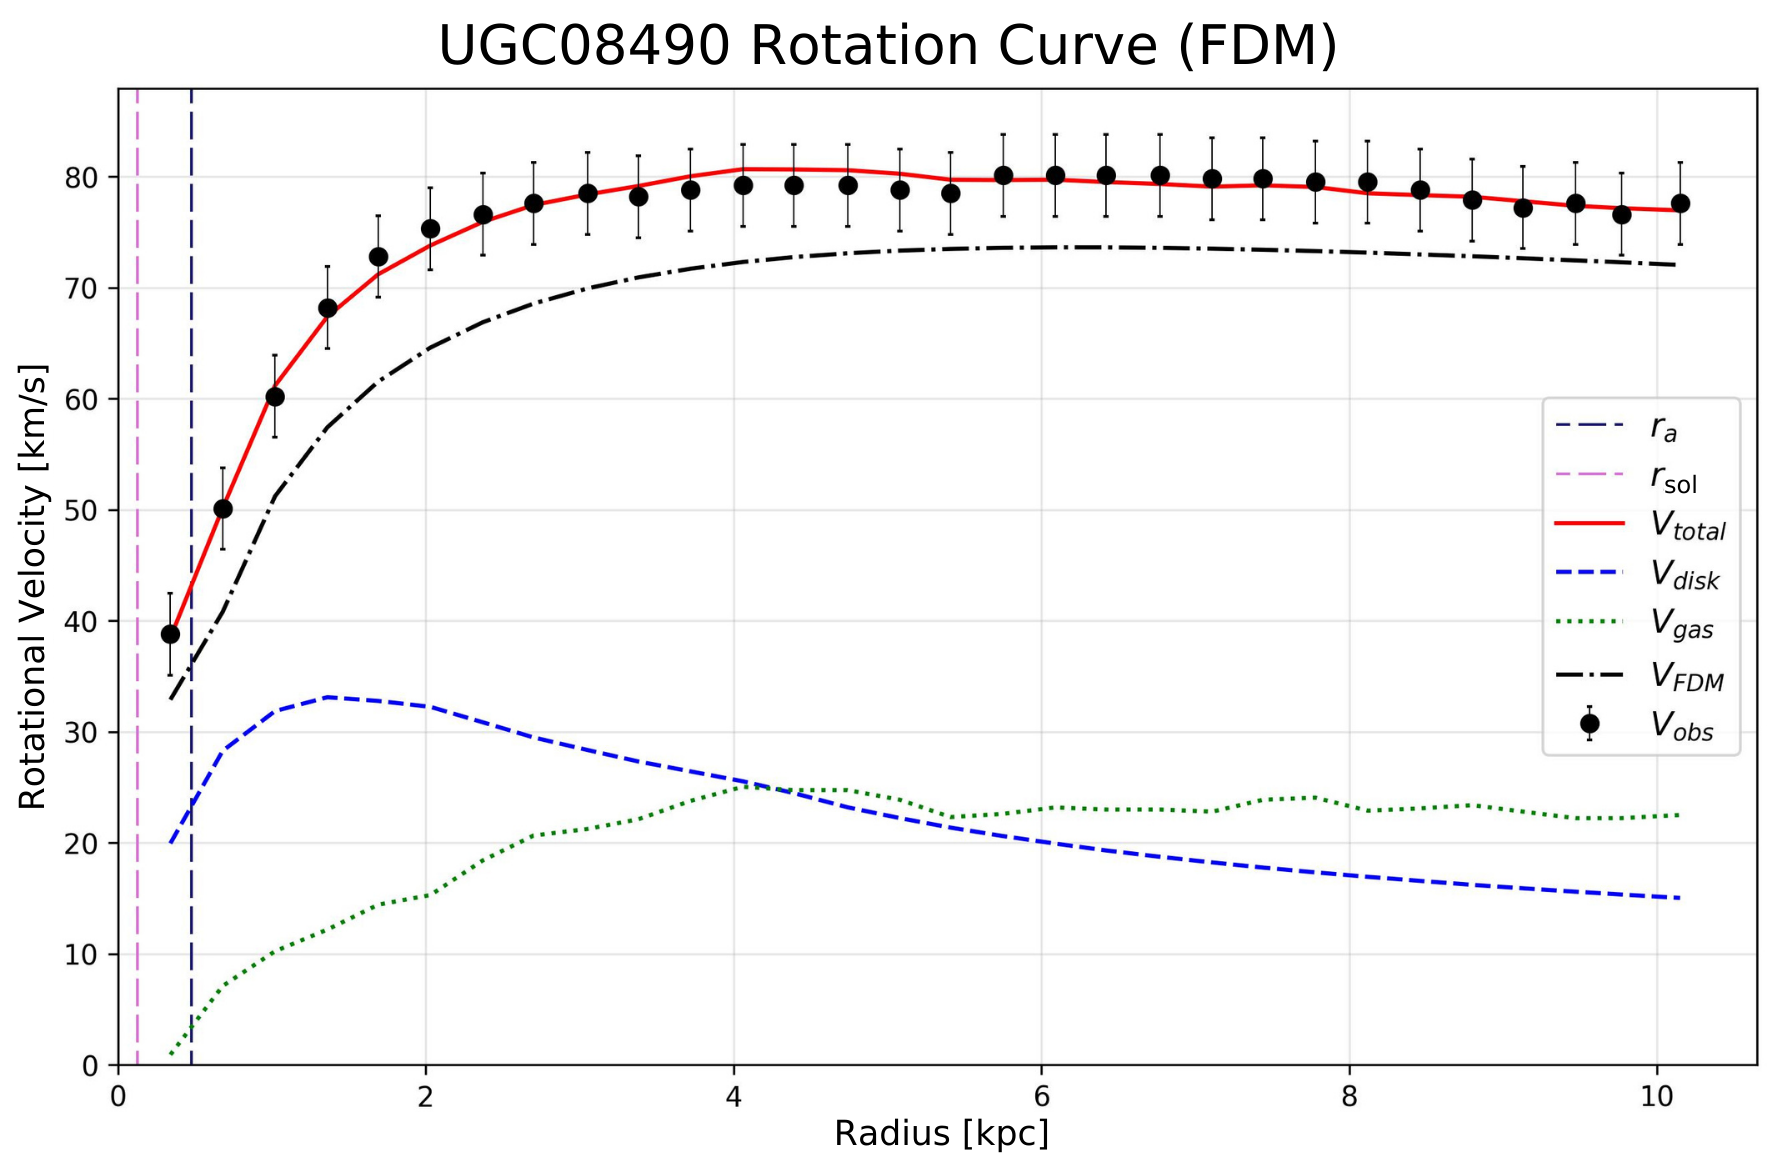 UGC08490 Rotation Curve (FDM)
Rotational Velocity [km/s]
80
70
60
50
40
30
20
10
0
0 2 4 6 8 10
Radius [kpc]
r_a
r_sol
V_total
V_disk
V_gas
V_FDM
V_obs